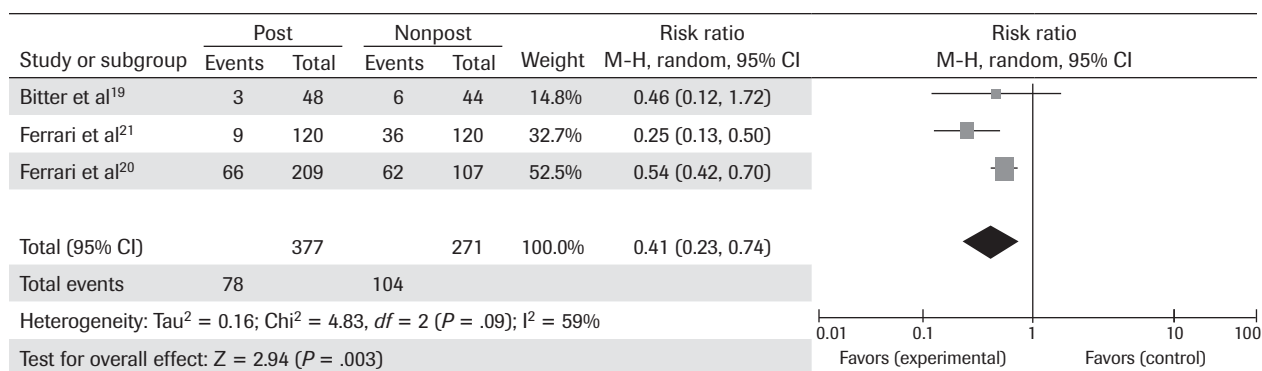 Post Nonpost Risk ratio Risk ratio
Study or subgroup Events Total Events Total Weight M-H, random, 95% CI M-H, random, 95% CI
Bitter et al¹⁹ 3 48 6 44 14.8% 0.46 (0.12, 1.72)
Ferrari et al²¹ 9 120 36 120 32.7% 0.25 (0.13, 0.50)
Ferrari et al²⁰ 66 209 62 107 52.5% 0.54 (0.42, 0.70)
Total (95% CI) 377 271 100.0% 0.41 (0.23, 0.74)
Total events 78 104
Heterogeneity: Tau² = 0.16; Chi² = 4.83, df = 2 (P = .09); I² = 59%
Test for overall effect: Z = 2.94 (P = .003)
0.01 0.1 1 10 100
Favors (experimental) Favors (control)